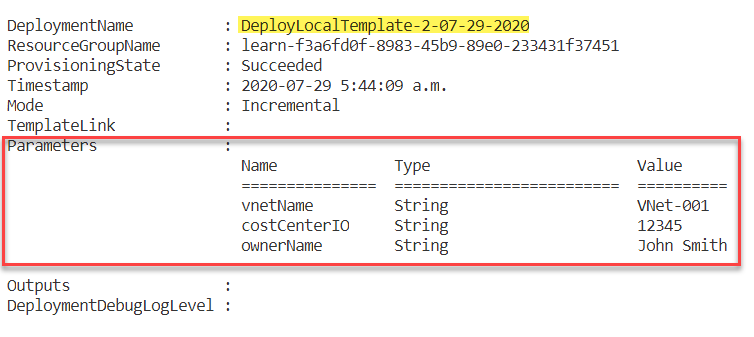 DeploymentName : DeployLocalTemplate-2-07-29-2020
ResourceGroupName : learn-f3a6fd0f-8983-45b9-89e0-233431f37451
ProvisioningState : Succeeded
Timestamp : 2020-07-29 5:44:09 a.m.
Mode : Incremental
TemplateLink :
Parameters :
Name Type Value
=============== ========================= ==========
vnetName String VNet-001
costCenterIO String 12345
ownerName String John Smith
Outputs :
DeploymentDebugLogLevel :